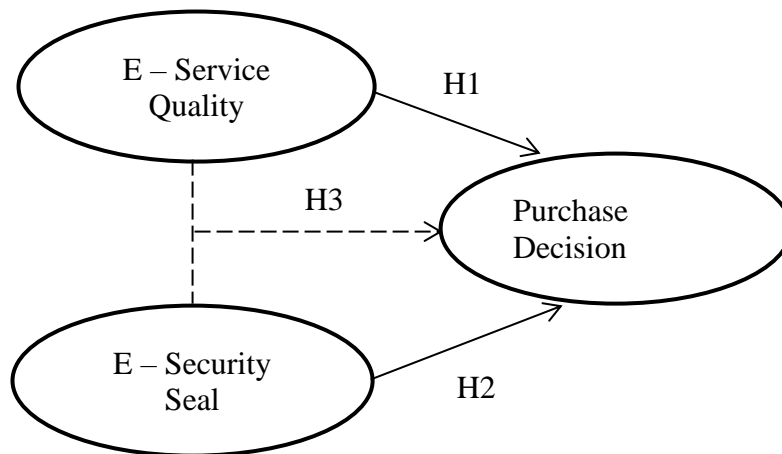 E – Service
Quality
H1
H3
Purchase
Decision
E – Security
Seal
H2